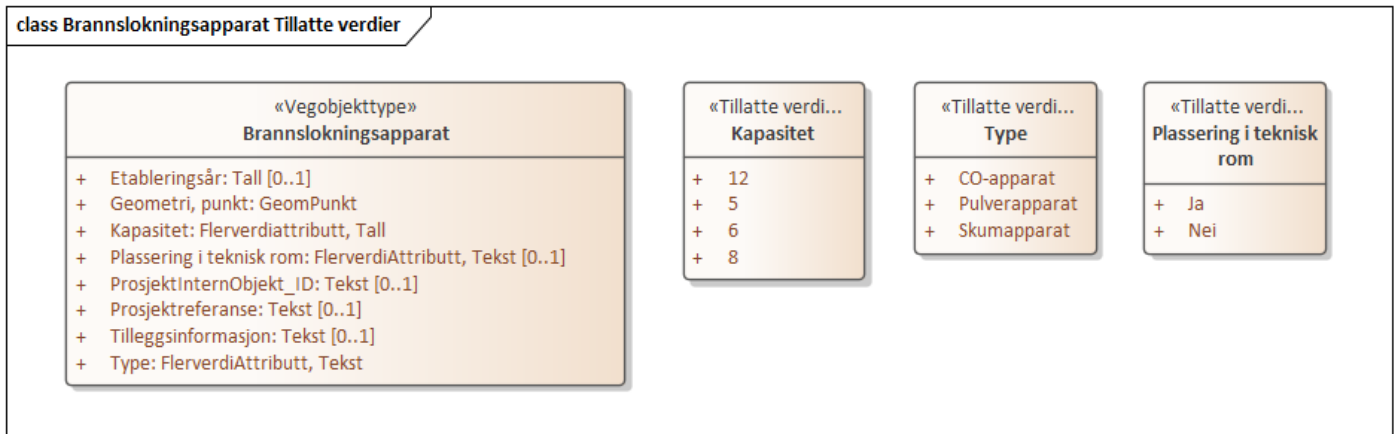 class Brannslokningsapparat Tillatte verdier
«Vegobjekttype»
Brannslokningsapparat
+ Etableringsår: Tall [0..1]
+ Geometri, punkt: GeomPunkt
+ Kapasitet: Flerverdiattributt, Tall
+ Plassering i teknisk rom: FlerverdiAttributt, Tekst [0..1]
+ ProsjektInternObjekt_ID: Tekst [0..1]
+ Prosjektreferanse: Tekst [0..1]
+ Tilleggsinformasjon: Tekst [0..1]
+ Type: FlerverdiAttributt, Tekst
«Tillatte verdi...
Kapasitet
+ 12
+ 5
+ 6
+ 8
«Tillatte verdi...
Type
+ CO-apparat
+ Pulverapparat
+ Skumapparat
«Tillatte verdi...
Plassering i teknisk
rom
+ Ja
+ Nei